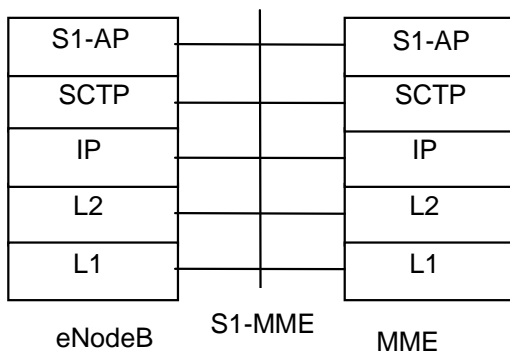 S1-AP S1-AP
SCTP SCTP
IP IP
L2 L2
L1 L1
eNodeB S1-MME MME